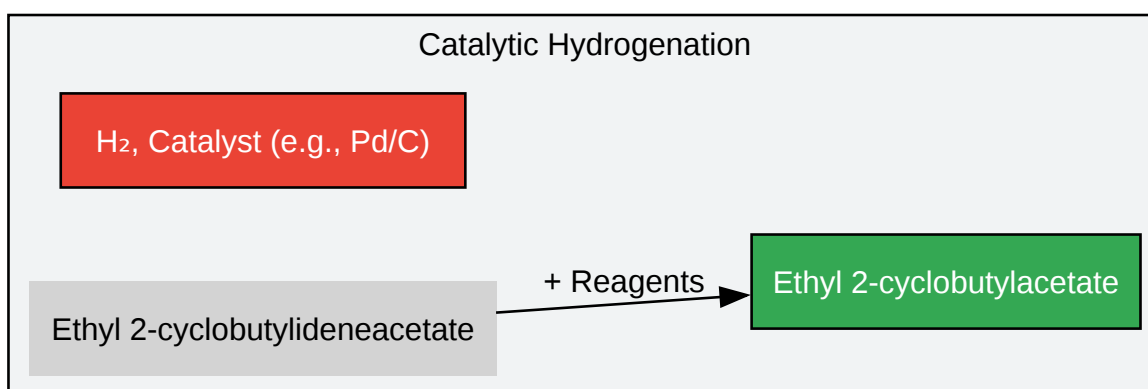 Catalytic Hydrogenation
H₂, Catalyst (e.g., Pd/C)
+ Reagents
Ethyl 2-cyclobutylacetate
Ethyl 2-cyclobutylideneacetate